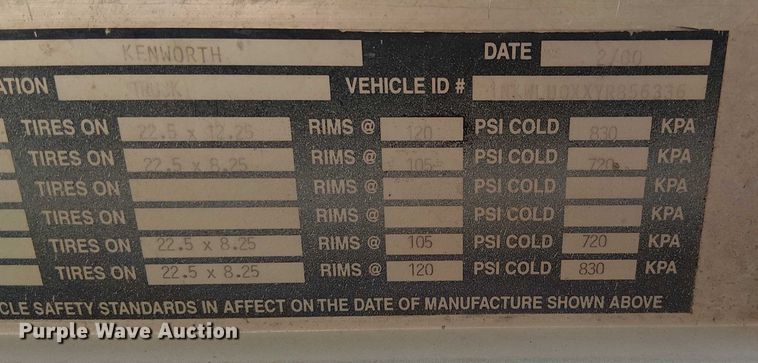 KENWORTH DATE 2/00
ATION TRUCK VEHICLE ID #
TIRES ON 22.5 x 12.25 RIMS @ 120 PSI COLD 830 KPA
TIRES ON 22.5 x 8.25 RIMS @ 105 PSI COLD 720 KPA
TIRES ON RIMS @ PSI COLD KPA
TIRES ON RIMS @ PSI COLD KPA
TIRES ON 22.5 x 8.25 RIMS @ 105 PSI COLD 720 KPA
TIRES ON 22.5 x 8.25 RIMS @ 120 PSI COLD 830 KPA
CLE SAFETY STANDARDS IN AFFECT ON THE DATE OF MANUFACTURE SHOWN ABOVE
Purple Wave Auction